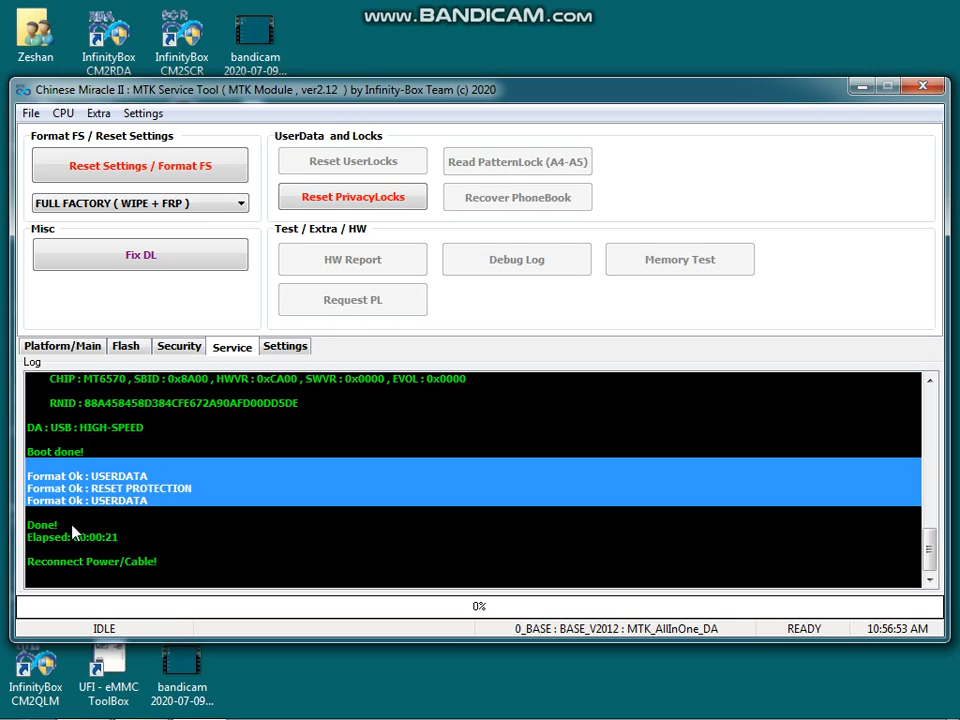 www.BANDICAM.com
Zeshan
InfinityBox
CM2RDA
InfinityBox
CM2SCR
bandicam
2020-07-09...
Chinese Miracle II : MTK Service Tool ( MTK Module , ver2.12 ) by Infinity-Box Team (c) 2020
File CPU Extra Settings
Format FS / Reset Settings
Reset Settings / Format FS
FULL FACTORY ( WIPE + FRP )
Misc
Fix DL
UserData and Locks
Reset UserLocks
Read PatternLock (A4-A5)
Reset PrivacyLocks
Recover PhoneBook
Test / Extra / HW
HW Report
Debug Log
Memory Test
Request PL
Platform/Main Flash Security Service Settings
Log
CHIP : MT6570 , SBID : 0x8A00 , HWVR : 0xCA00 , SWVR : 0x0000 , EVOL : 0x0000
RNID : 88A458458D384CFE672A90AFD00DD5DE
DA : USB : HIGH-SPEED
Boot done!
Format Ok : USERDATA
Format Ok : RESET PROTECTION
Format Ok : USERDATA
Done!
Elapsed: 00:00:21
Reconnect Power/Cable!
0%
IDLE
0_BASE : BASE_V2012 : MTK_AllInOne_DA
READY
10:56:53 AM
InfinityBox
CM2QLM
UFI - eMMC
ToolBox
bandicam
2020-07-09...